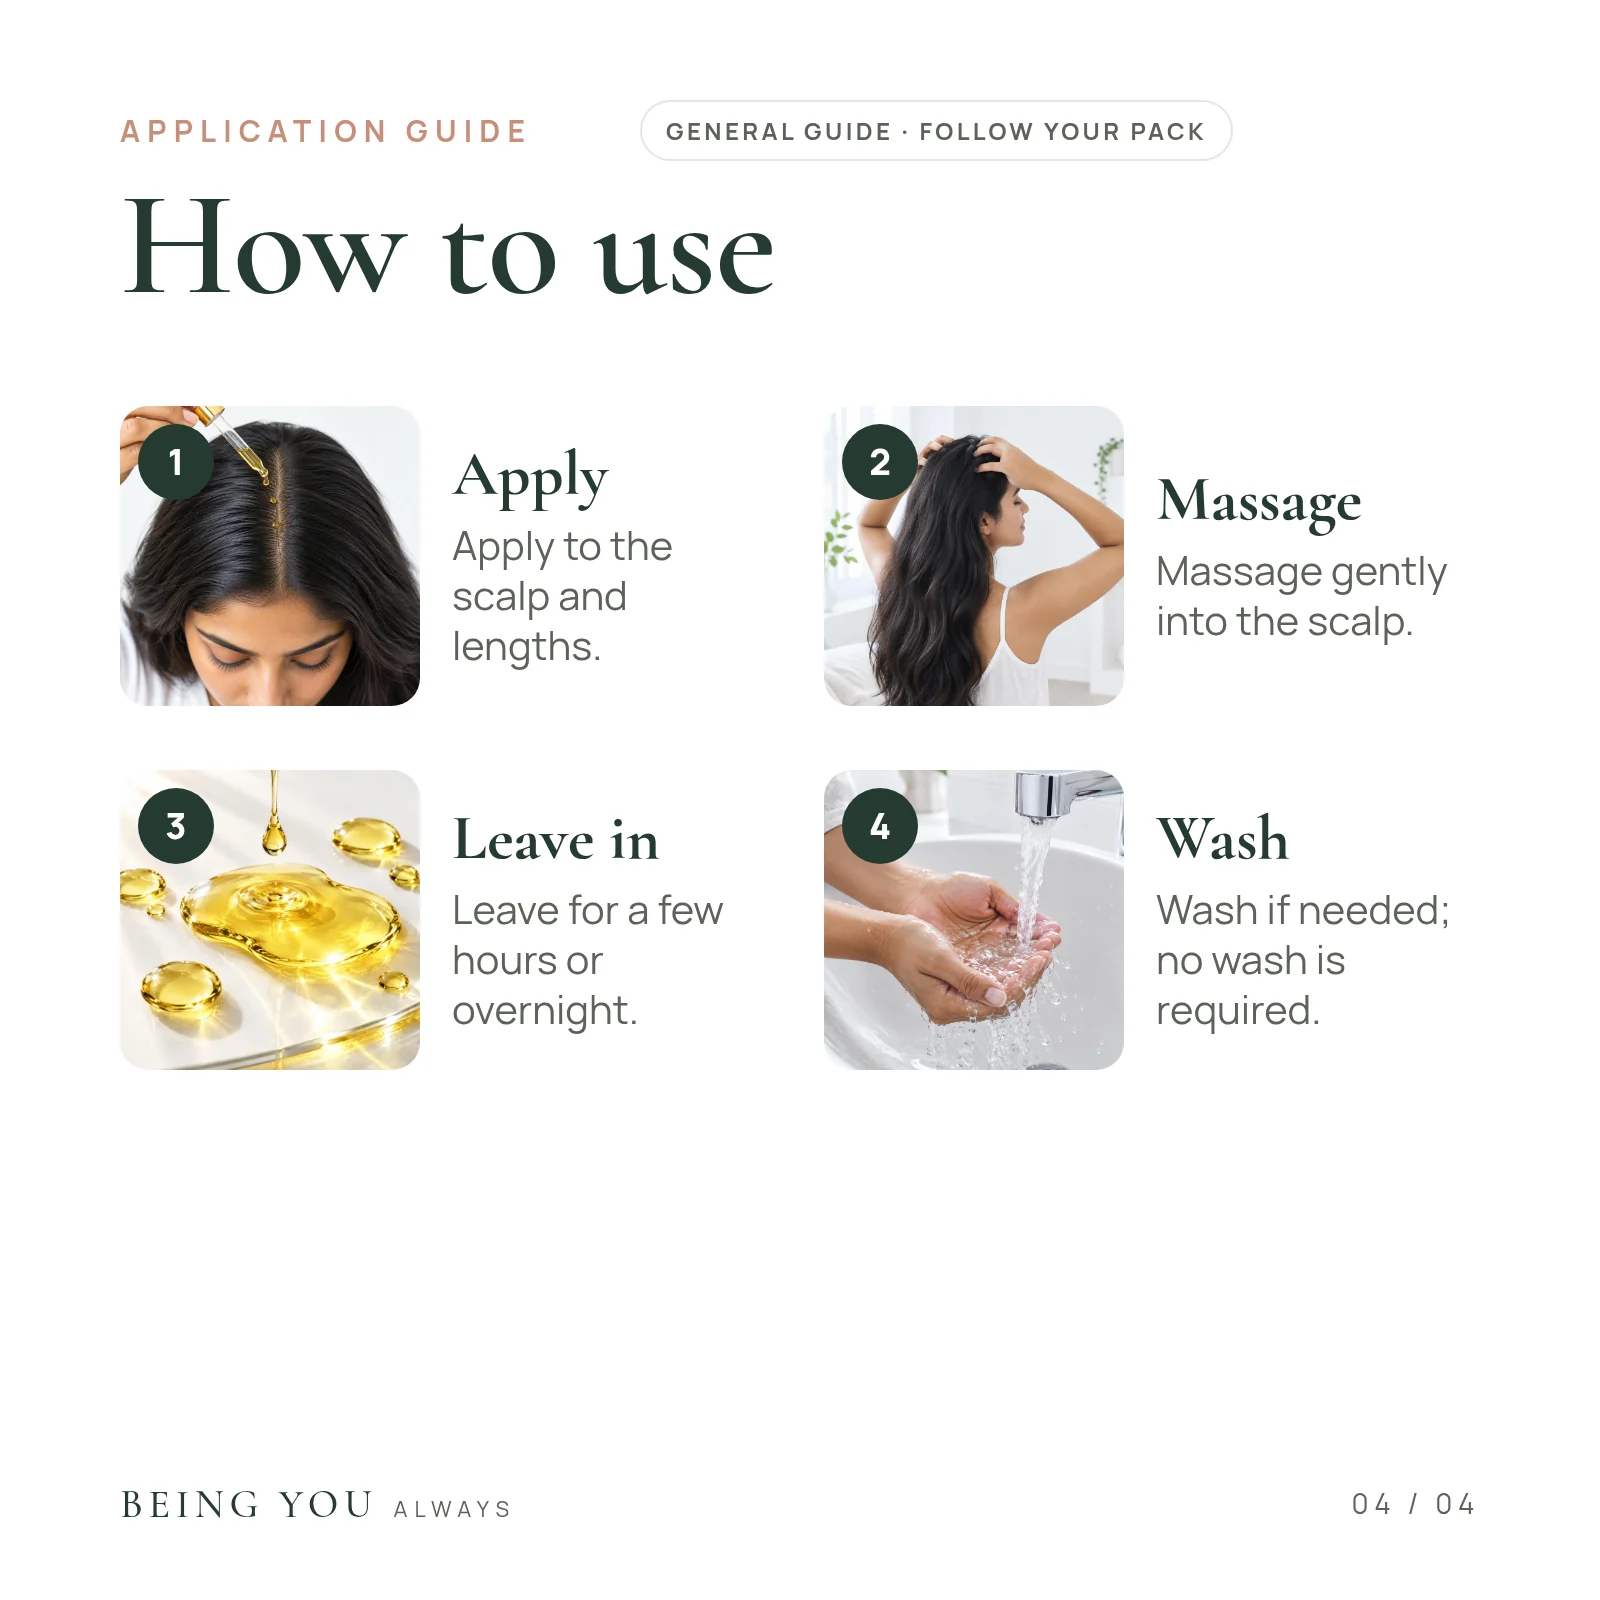 APPLICATION GUIDE
GENERAL GUIDE · FOLLOW YOUR PACK
How to use
1
Apply
Apply to the
scalp and
lengths.
2
Massage
Massage gently
into the scalp.
3
Leave in
Leave for a few
hours or
overnight.
4
Wash
Wash if needed;
no wash is
required.
BEING YOU ALWAYS
04 / 04